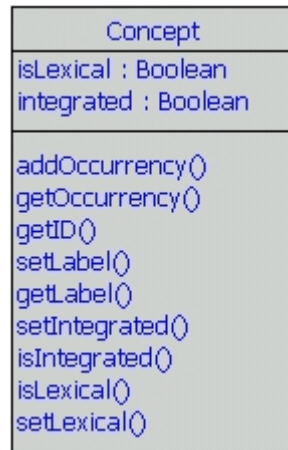 Concept
isLexical : Boolean
integrated : Boolean
addOccurrency()
getOccurrency()
getID()
setLabel()
getLabel()
setIntegrated()
isIntegrated()
isLexical()
setLexical()